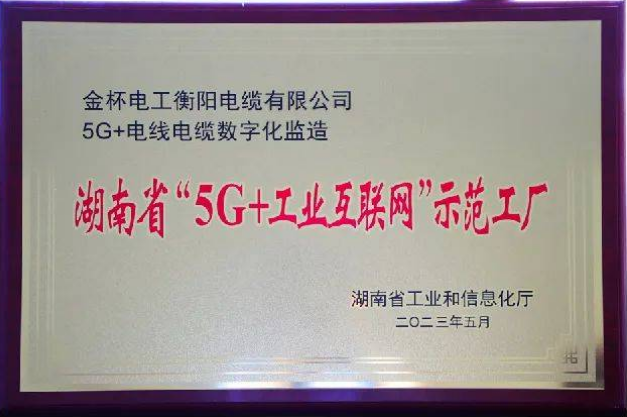 金杯电工衡阳电缆有限公司
5G+电线电缆数字化监造
湖南省“5G+工业互联网”示范工厂
湖南省工业和信息化厅
二〇二三年五月